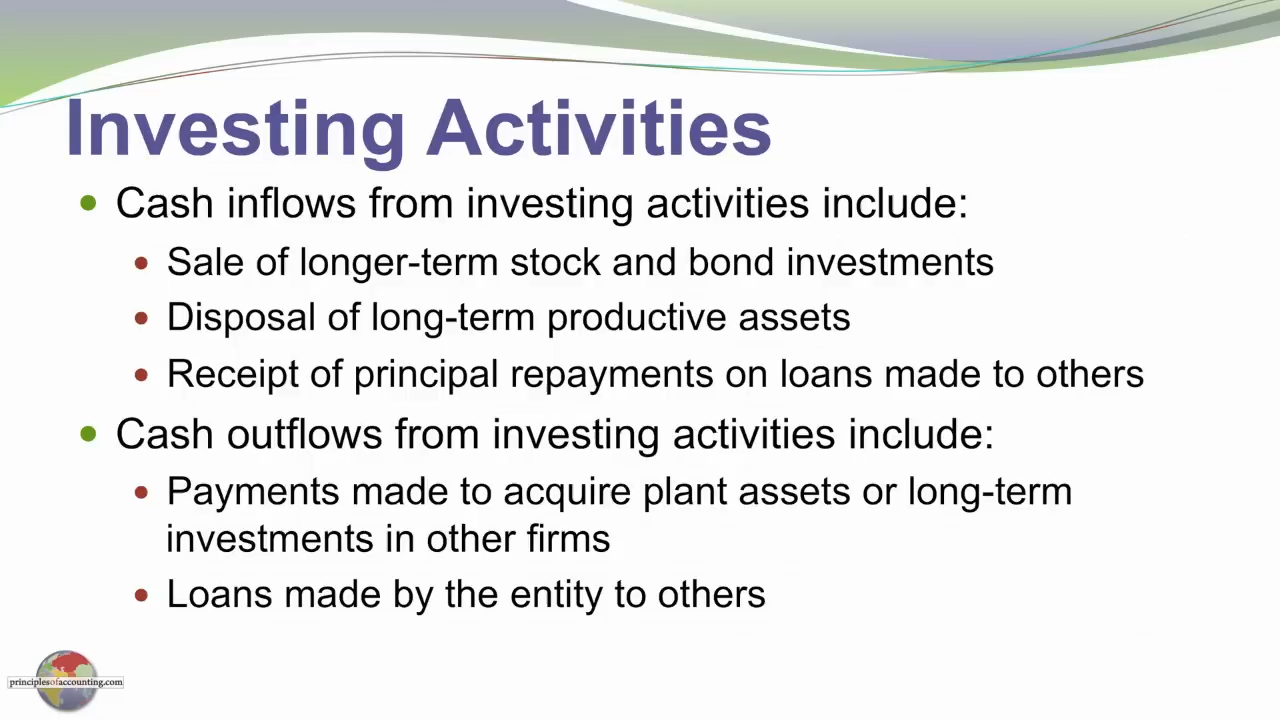 Investing Activities
Cash inflows from investing activities include:
Sale of longer-term stock and bond investments
Disposal of long-term productive assets
Receipt of principal repayments on loans made to others
Cash outflows from investing activities include:
Payments made to acquire plant assets or long-term
investments in other firms
Loans made by the entity to others
principlesofaccounting.com